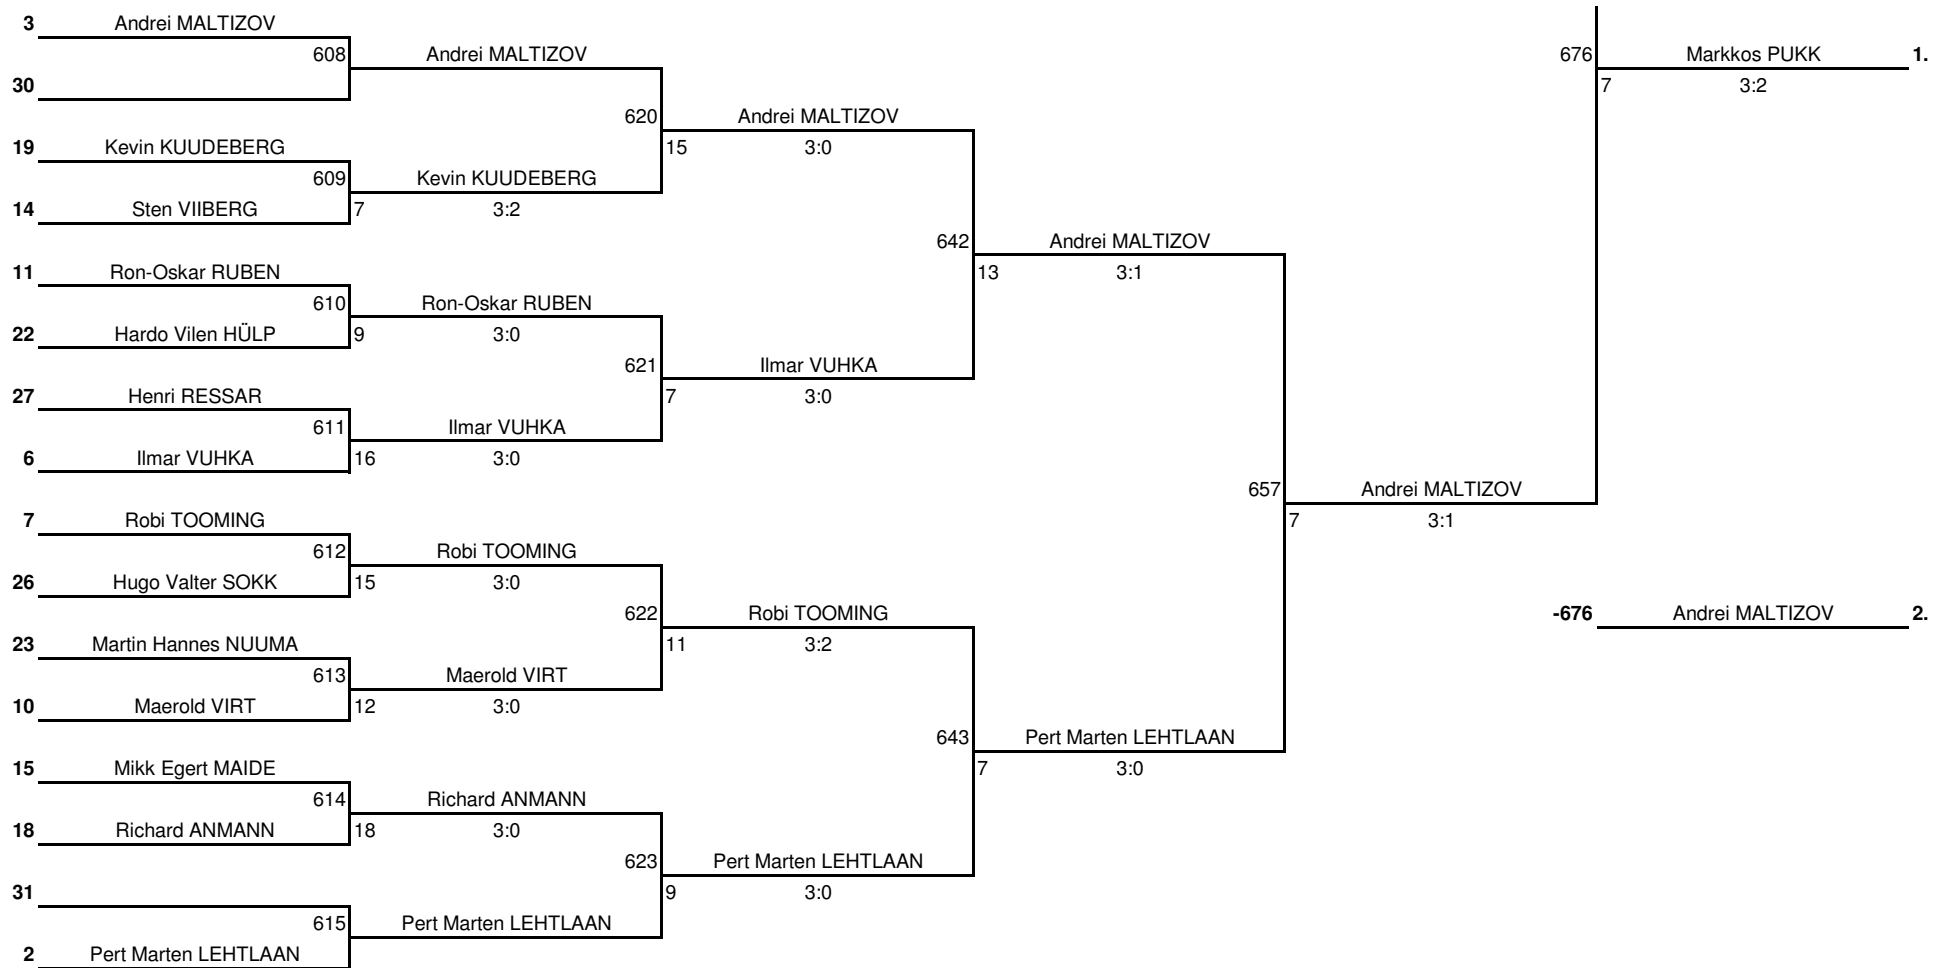 3 Andrei MALTIZOV
608 Andrei MALTIZOV 676 Markkos PUKK 1.
30 7 3:2
620 Andrei MALTIZOV
19 Kevin KUUDEBERG 15 3:0
609 Kevin KUUDEBERG
14 Sten VIIBERG 7 3:2
642 Andrei MALTIZOV
11 Ron-Oskar RUBEN 13 3:1
610 Ron-Oskar RUBEN
22 Hardo Vilen HÜLP 9 3:0
621 Ilmar VUHKA
27 Henri RESSAR 7 3:0
611 Ilmar VUHKA
6 Ilmar VUHKA 16 3:0
657 Andrei MALTIZOV
7 Robi TOOMING 7 3:1
612 Robi TOOMING
26 Hugo Valter SOKK 15 3:0
622 Robi TOOMING -676 Andrei MALTIZOV 2.
23 Martin Hannes NUUMA 11 3:2
613 Maerold VIRT
10 Maerold VIRT 12 3:0
643 Pert Marten LEHTLAAN
15 Mikk Egert MAIDE 7 3:0
614 Richard ANMANN
18 Richard ANMANN 18 3:0
623 Pert Marten LEHTLAAN
31 9 3:0
615 Pert Marten LEHTLAAN
2 Pert Marten LEHTLAAN